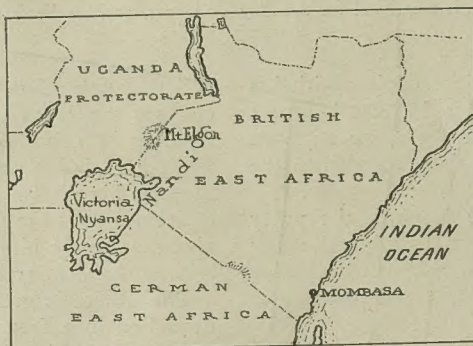 UGANDA
PROTECTORATE
Mt Elgon
BRITISH
EAST AFRICA
Nandi
Victoria
Nyansa
INDIAN
OCEAN
MOMBASA
GERMAN
EAST AFRICA